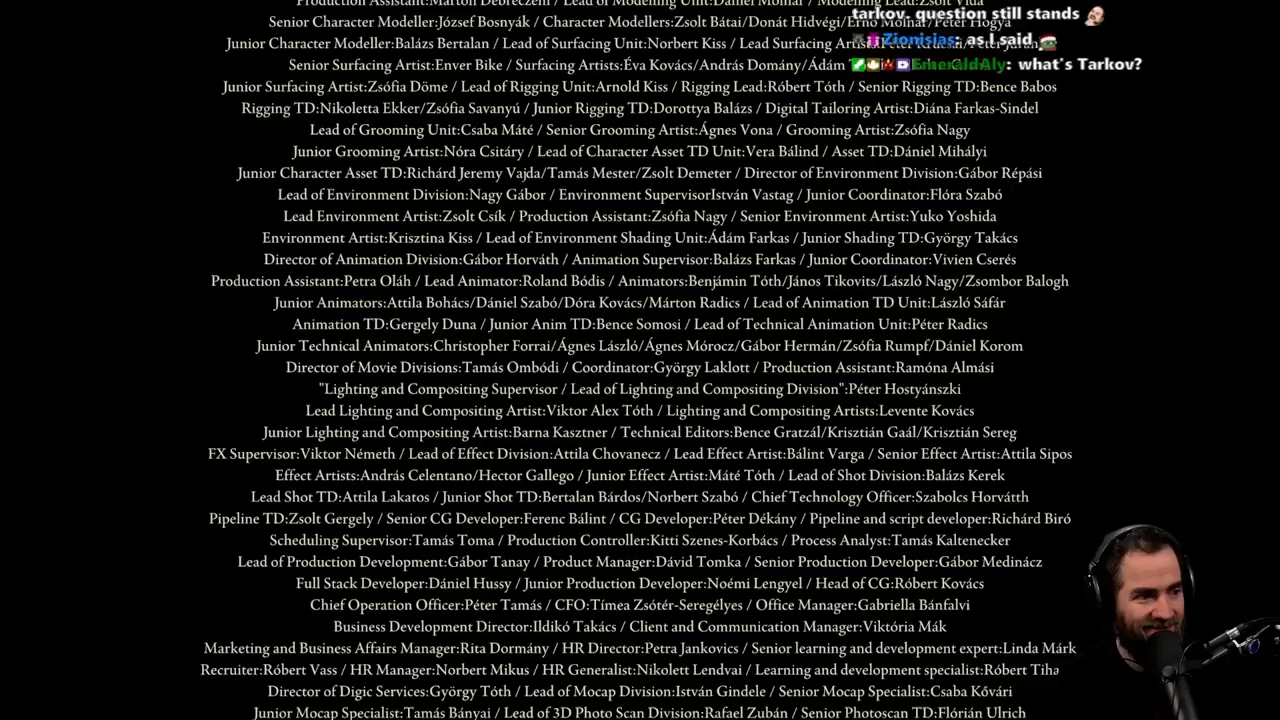 Production Assistant:Márton Debreczeni / Lead of Modelling Unit:Dániel Molnár / Modelling Lead:Zsolt Vida
tarkov. question still stands
Senior Character Modeller:József Bosnyák / Character Modellers:Zsolt Bátai/Donát Hidvégi/Ernő Molnár/Péter Hogya
Junior Character Modeller:Balázs Bertalan / Lead of Surfacing Unit:Norbert Kiss / Lead Surfacing
Zionisias: as I said
Senior Surfacing Artist:Enver Bike / Surfacing Artists:Éva Kovács/András Domány/Ádám
EmeraldAly: what's Tarkov?
Junior Surfacing Artist:Zsófia Döme / Lead of Rigging Unit:Arnold Kiss / Rigging Lead:Róbert Tóth / Senior Rigging TD:Bence Babos
Rigging TD:Nikoletta Ekker/Zsófia Savanyú / Junior Rigging TD:Dorottya Balázs / Digital Tailoring Artist:Diána Farkas-Sindel
Lead of Grooming Unit:Csaba Máté / Senior Grooming Artist:Ágnes Vona / Grooming Artist:Zsófia Nagy
Junior Grooming Artist:Nóra Csitáry / Lead of Character Asset TD Unit:Vera Bálind / Asset TD:Dániel Mihályi
Junior Character Asset TD:Richárd Jeremy Vajda/Tamás Mester/Zsolt Demeter / Director of Environment Division:Gábor Répási
Lead of Environment Division:Nagy Gábor / Environment SupervisorIstván Vastag / Junior Coordinator:Flóra Szabó
Lead Environment Artist:Zsolt Csík / Production Assistant:Zsófia Nagy / Senior Environment Artist:Yuko Yoshida
Environment Artist:Krisztina Kiss / Lead of Environment Shading Unit:Ádám Farkas / Junior Shading TD:György Takács
Director of Animation Division:Gábor Horváth / Animation Supervisor:Balázs Farkas / Junior Coordinator:Vivien Cserés
Production Assistant:Petra Oláh / Lead Animator:Roland Bódis / Animators:Benjámin Tóth/János Tikovits/László Nagy/Zsombor Balogh
Junior Animators:Attila Bohács/Dániel Szabó/Dóra Kovács/Márton Radics / Lead of Animation TD Unit:László Sáfár
Animation TD:Gergely Duna / Junior Anim TD:Bence Somosi / Lead of Technical Animation Unit:Péter Radics
Junior Technical Animators:Christopher Forrai/Ágnes László/Ágnes Mórocz/Gábor Hermán/Zsófia Rumpf/Dániel Korom
Director of Movie Divisions:Tamás Ombódi / Coordinator:György Laklott / Production Assistant:Ramóna Almási
"Lighting and Compositing Supervisor / Lead of Lighting and Compositing Division":Péter Hostyánszki
Lead Lighting and Compositing Artist:Viktor Alex Tóth / Lighting and Compositing Artists:Levente Kovács
Junior Lighting and Compositing Artist:Barna Kasztner / Technical Editors:Bence Gratzál/Krisztián Gaál/Krisztián Sereg
FX Supervisor:Viktor Németh / Lead of Effect Division:Attila Chovanecz / Lead Effect Artist:Bálint Varga / Senior Effect Artist:Attila Sipos
Effect Artists:András Celentano/Hector Gallego / Junior Effect Artist:Máté Tóth / Lead of Shot Division:Balázs Kerek
Lead Shot TD:Attila Lakatos / Junior Shot TD:Bertalan Bárdos/Norbert Szabó / Chief Technology Officer:Szabolcs Horvátth
Pipeline TD:Zsolt Gergely / Senior CG Developer:Ferenc Bálint / CG Developer:Péter Dékány / Pipeline and script developer:Richárd Biró
Scheduling Supervisor:Tamás Toma / Production Controller:Kitti Szenes-Korbács / Process Analyst:Tamás Kaltenecker
Lead of Production Development:Gábor Tanay / Product Manager:Dávid Tomka / Senior Production Developer:Gábor Medinácz
Full Stack Developer:Dániel Hussy / Junior Production Developer:Noémi Lengyel / Head of CG:Róbert Kovács
Chief Operation Officer:Péter Tamás / CFO:Tímea Zsótér-Seregélyes / Office Manager:Gabriella Bánfalvi
Business Development Director:Ildikó Takács / Client and Communication Manager:Viktória Mák
Marketing and Business Affairs Manager:Rita Dormány / HR Director:Petra Jankovics / Senior learning and development expert:Linda Márk
Recruiter:Róbert Vass / HR Manager:Norbert Mikus / HR Generalist:Nikolett Lendvai / Learning and development specialist:Róbert Tiha
Director of Digic Services:György Tóth / Lead of Mocap Division:István Gindele / Senior Mocap Specialist:Csaba Kővári
Junior Mocap Specialist:Tamás Bányai / Lead of 3D Photo Scan Division:Rafael Zubán / Senior Photoscan TD:Flórián Ulrich